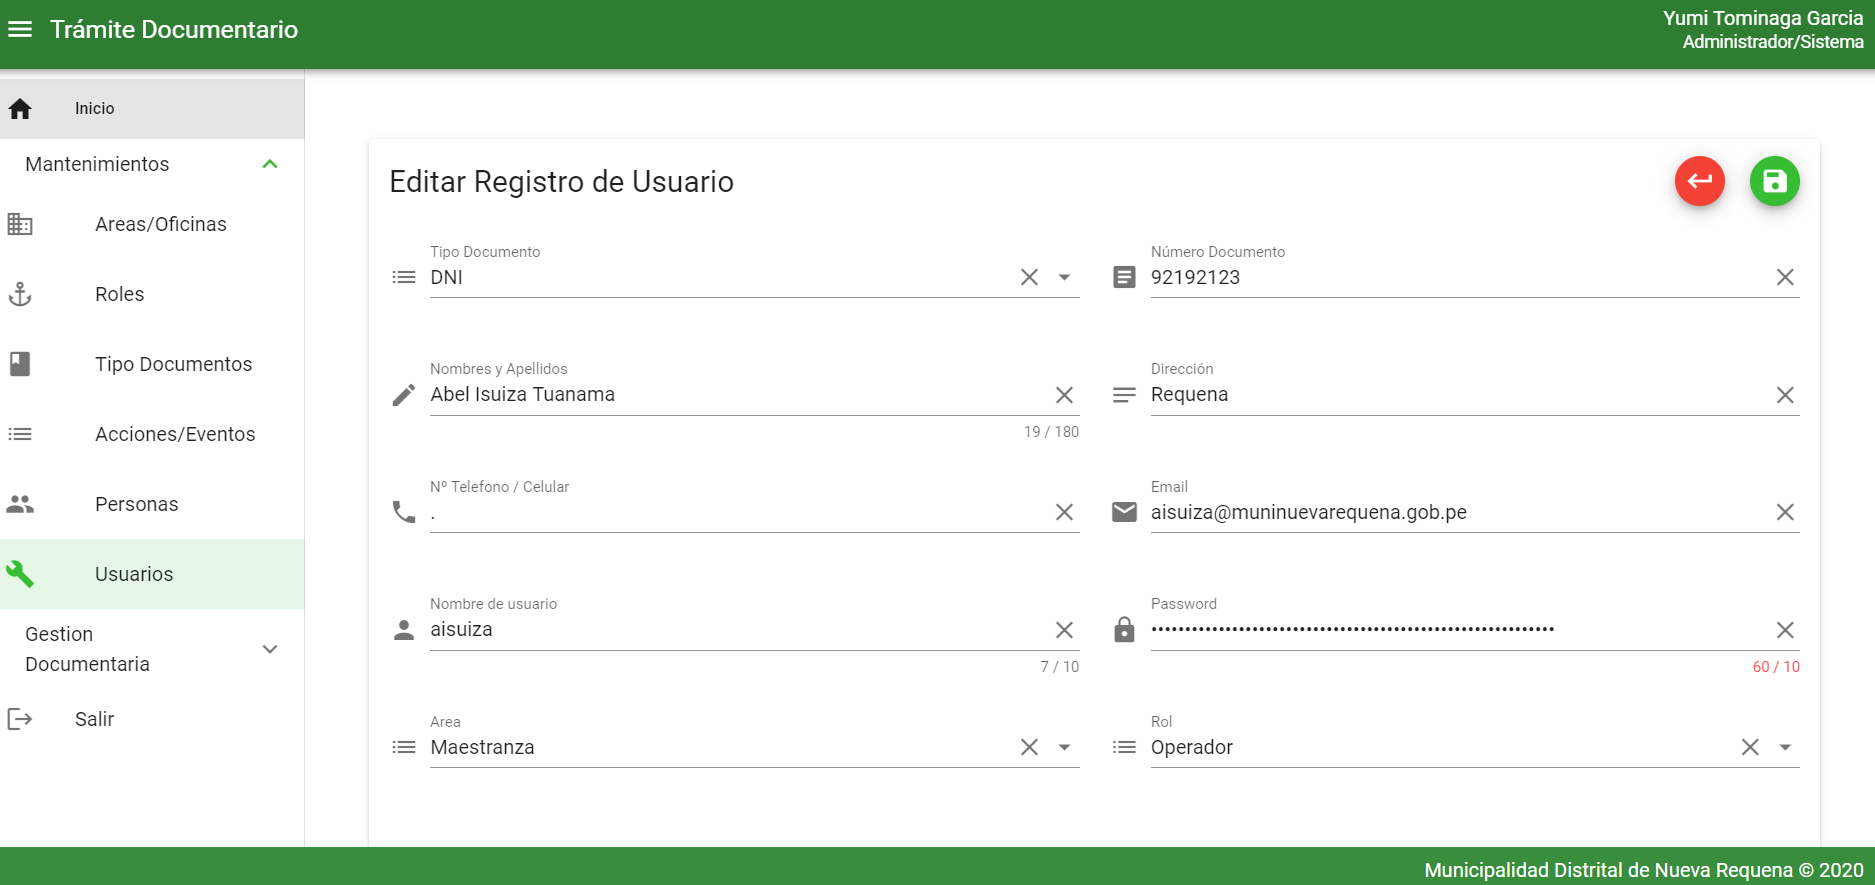 Trámite Documentario
Yumi Tominaga Garcia
Administrador/Sistema
Inicio
Mantenimientos
Areas/Oficinas
Roles
Tipo Documentos
Acciones/Eventos
Personas
Usuarios
Gestion
Documentaria
Salir
Editar Registro de Usuario
Tipo Documento
DNI
Número Documento
92192123
Nombres y Apellidos
Abel Isuiza Tuanama
19 / 180
Dirección
Requena
Nº Telefono / Celular
.
Email
aisuiza@muninuevarequena.gob.pe
Nombre de usuario
aisuiza
7 / 10
Password
••••••••••••••••••••••••••••••••••••••••••••••••••••••••••••
60 / 10
Area
Maestranza
Rol
Operador
Municipalidad Distrital de Nueva Requena © 2020